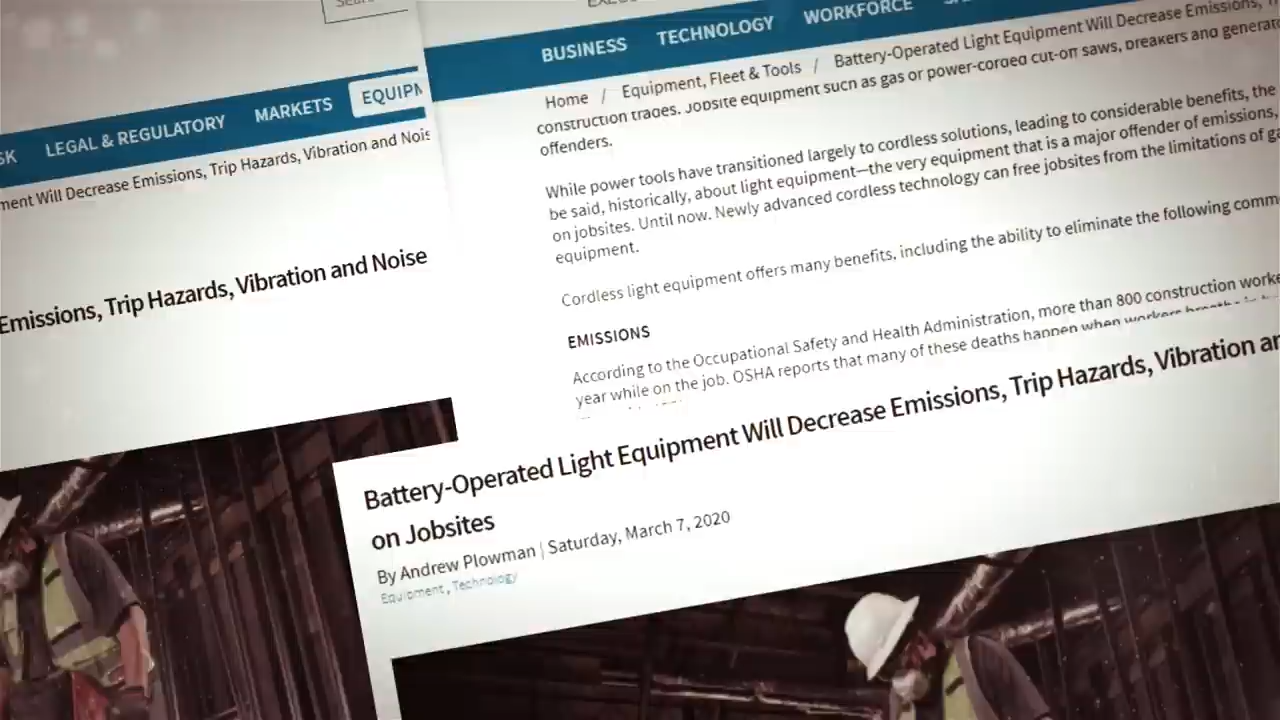 Sear
SK LEGAL & REGULATORY MARKETS EQUIPM
ment Will Decrease Emissions, Trip Hazards, Vibration and Nois
Emissions, Trip Hazards, Vibration and Noise
BUSINESS TECHNOLOGY WORKFORCE
Home / Equipment, Fleet & Tools / Battery-Operated Light Equipment Will Decrease Emissions,
construction trades. Jobsite equipment such as gas or power-corded cut-off saws, breakers and generat
offenders.
While power tools have transitioned largely to cordless solutions, leading to considerable benefits, the
be said, historically, about light equipment—the very equipment that is a major offender of emissions,
on jobsites. Until now. Newly advanced cordless technology can free jobsites from the limitations of ga
equipment.
Cordless light equipment offers many benefits, including the ability to eliminate the following comm
EMISSIONS
According to the Occupational Safety and Health Administration, more than 800 construction worke
year while on the job. OSHA reports that many of these deaths happen when workers breathe in
Battery-Operated Light Equipment Will Decrease Emissions, Trip Hazards, Vibration an
on Jobsites
By Andrew Plowman | Saturday, March 7, 2020
Equipment, Technology